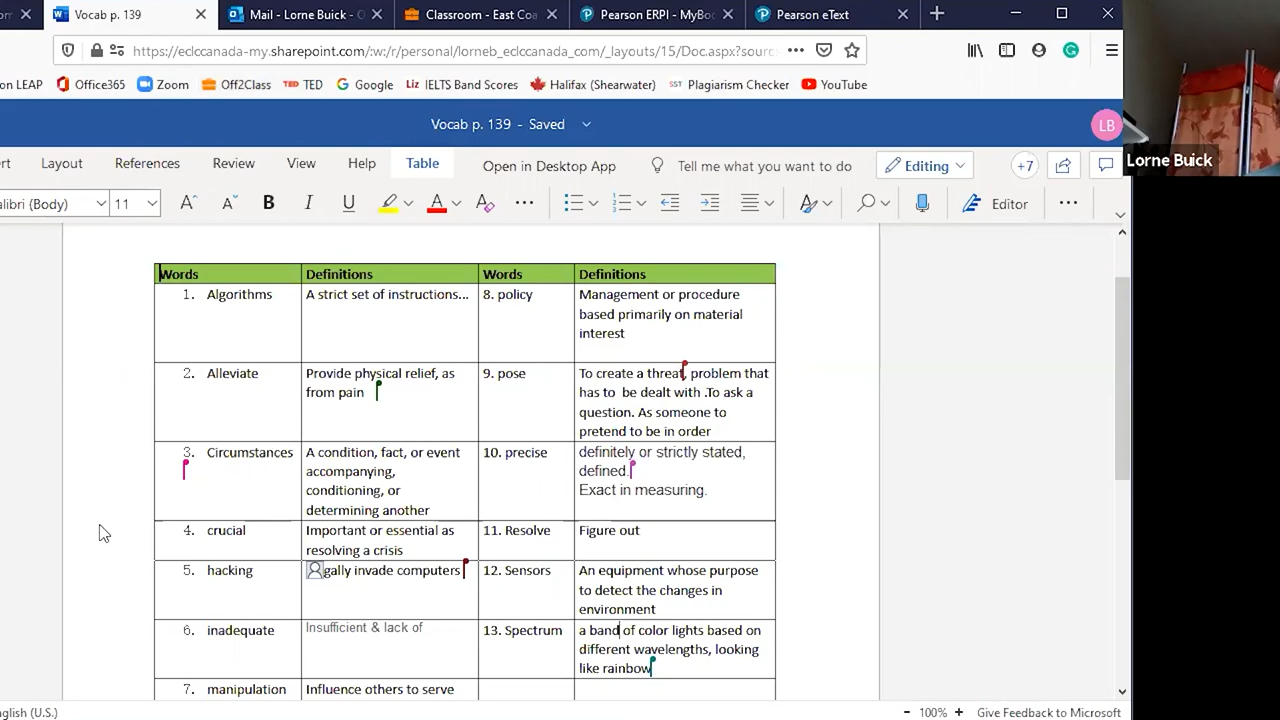 Vocab p. 139
Mail - Lorne Buick - O
Classroom - East Coa
Pearson ERPI - MyBo
Pearson eText
https://eclccanada-my.sharepoint.com/:w:/r/personal/lorneb_eclccanada_com/_layouts/15/Doc.aspx?sourc
on LEAP
Office365
Zoom
Off2Class
TED TED
Google
Liz IELTS Band Scores
Halifax (Shearwater)
SST Plagiarism Checker
YouTube
Vocab p. 139 - Saved
LB
Lorne Buick
rt
Layout
References
Review
View
Help
Table
Open in Desktop App
Tell me what you want to do
Editing
+7
alibri (Body)
11
A
A
B
I
U
A
Editor
Words
Definitions
Words
Definitions
1. Algorithms
A strict set of instructions...
8. policy
Management or procedure
based primarily on material
interest
2. Alleviate
Provide physical relief, as
from pain
9. pose
To create a threat, problem that
has to be dealt with .To ask a
question. As someone to
pretend to be in order
3. Circumstances
A condition, fact, or event
accompanying,
conditioning, or
determining another
10. precise
definitely or strictly stated,
defined.
Exact in measuring.
4. crucial
Important or essential as
resolving a crisis
11. Resolve
Figure out
5. hacking
gally invade computers
12. Sensors
An equipment whose purpose
to detect the changes in
environment
6. inadequate
Insufficient & lack of
13. Spectrum
a band of color lights based on
different wavelengths, looking
like rainbow
7. manipulation
Influence others to serve
nglish (U.S.)
100%
Give Feedback to Microsoft